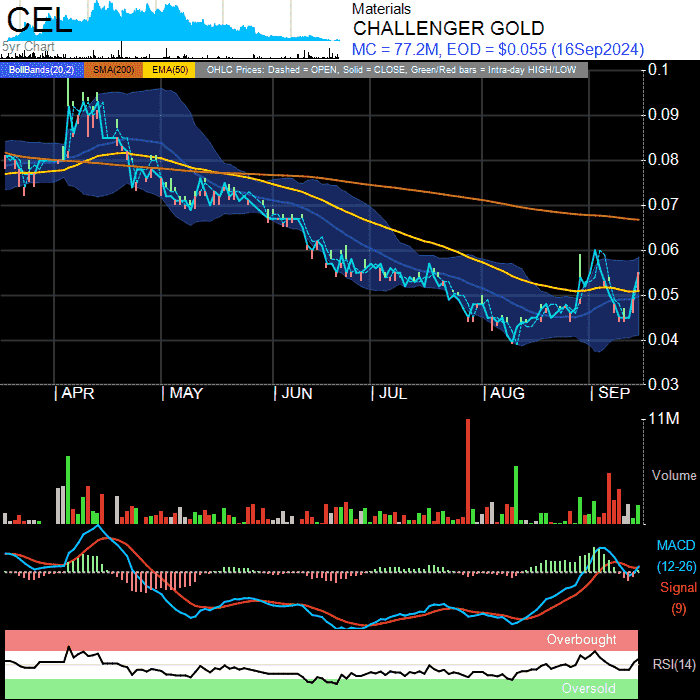 CEL
5yr Chart
Materials
CHALLENGER GOLD
MC = 77.2M, EOD = $0.055 (16Sep2024)
BollBands(20,2) SMA(200) EMA(50) OHLC Prices: Dashed = OPEN, Solid = CLOSE, Green/Red bars = Intra-day HIGH/LOW
0.1
0.09
0.08
0.07
0.06
0.05
0.04
0.03
| APR | MAY | JUN | JUL | AUG | SEP
11M
Volume
MACD
(12-26)
Signal
(9)
Overbought
RSI(14)
Oversold